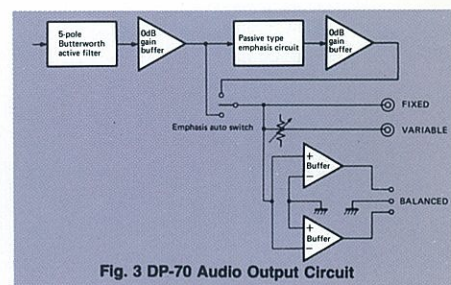 5-pole
Butterworth
active filter
0dB
gain
buffer
Passive type
emphasis circuit
0dB
gain
buffer
Emphasis auto switch
FIXED
VARIABLE
+
Buffer
−
BALANCED
+
Buffer
−
Fig. 3 DP-70 Audio Output Circuit